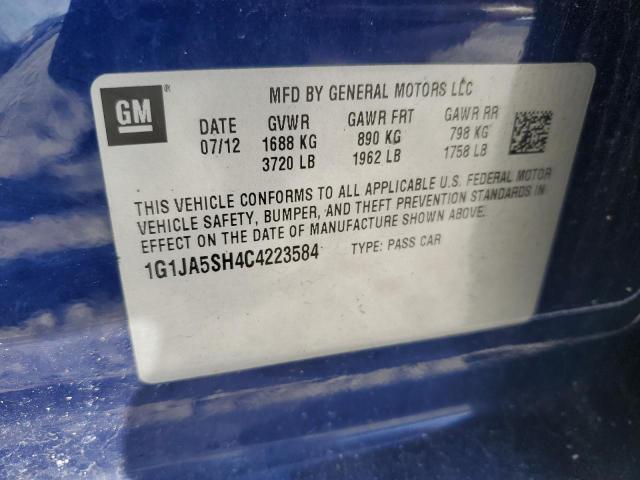 GM®
MFD BY GENERAL MOTORS LLC
DATE GVWR GAWR FRT GAWR RR
07/12 1688 KG 890 KG 798 KG
3720 LB 1962 LB 1758 LB
THIS VEHICLE CONFORMS TO ALL APPLICABLE U.S. FEDERAL MOTOR
VEHICLE SAFETY, BUMPER, AND THEFT PREVENTION STANDARDS IN
EFFECT ON THE DATE OF MANUFACTURE SHOWN ABOVE.
1G1JA5SH4C4223584 TYPE: PASS CAR